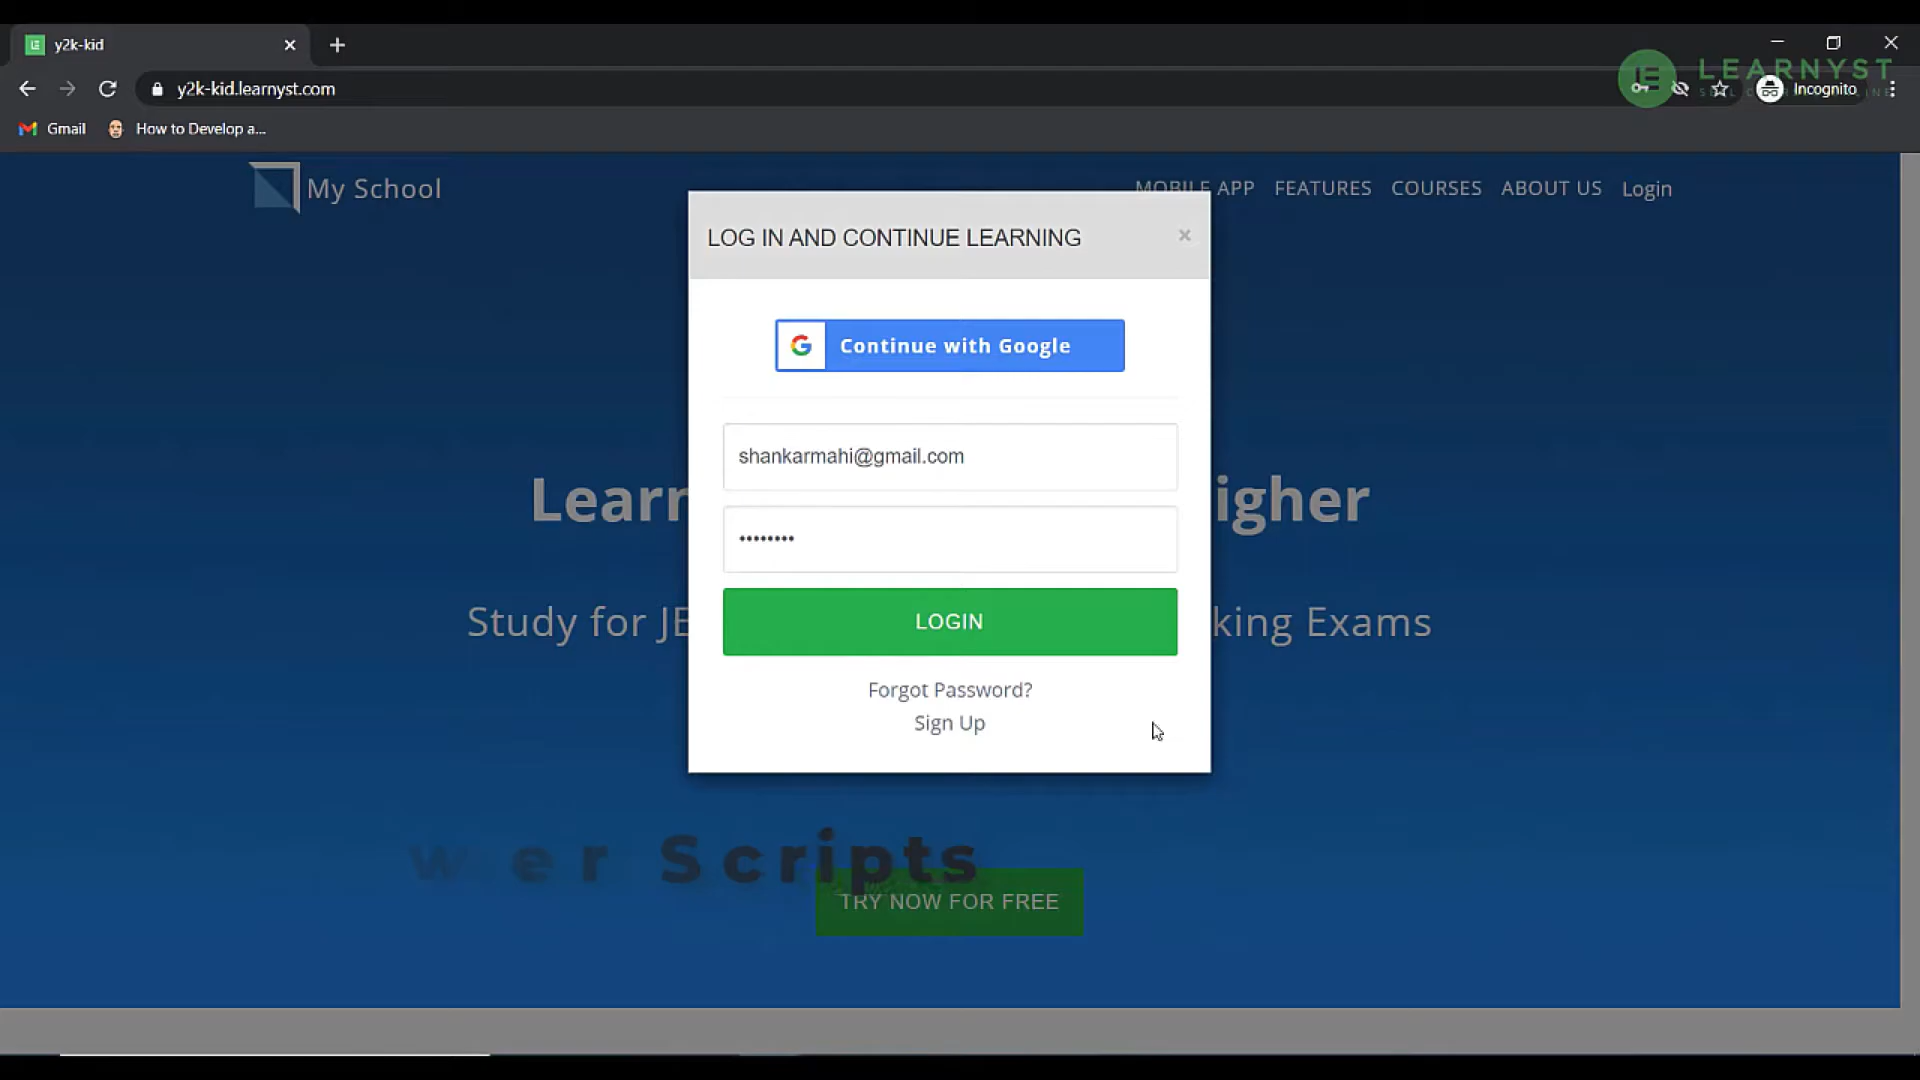 y2k-kid
y2k-kid.learnyst.com
LEARNYST
Incognito
Gmail
How to Develop a...
My School
MOBILE APP FEATURES COURSES ABOUT US Login
LOG IN AND CONTINUE LEARNING
Continue with Google
shankarmahi@gmail.com
Learn
igher
LOGIN
Study for JE
king Exams
Forgot Password?
Sign Up
er Scripts
TRY NOW FOR FREE